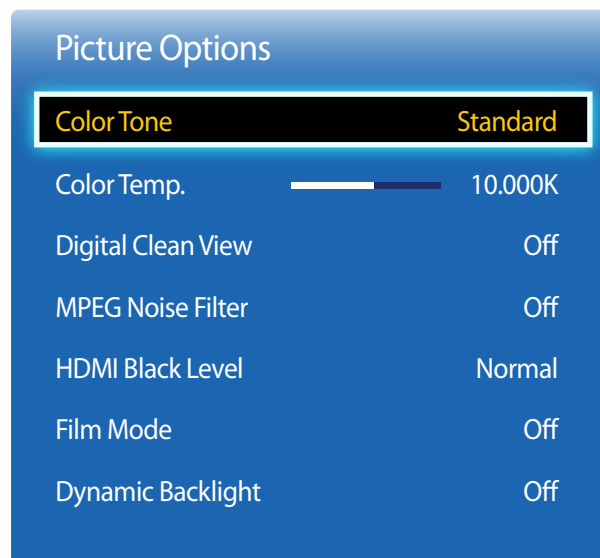 Picture Options
Color Tone Standard
Color Temp. 10.000K
Digital Clean View Off
MPEG Noise Filter Off
HDMI Black Level Normal
Film Mode Off
Dynamic Backlight Off